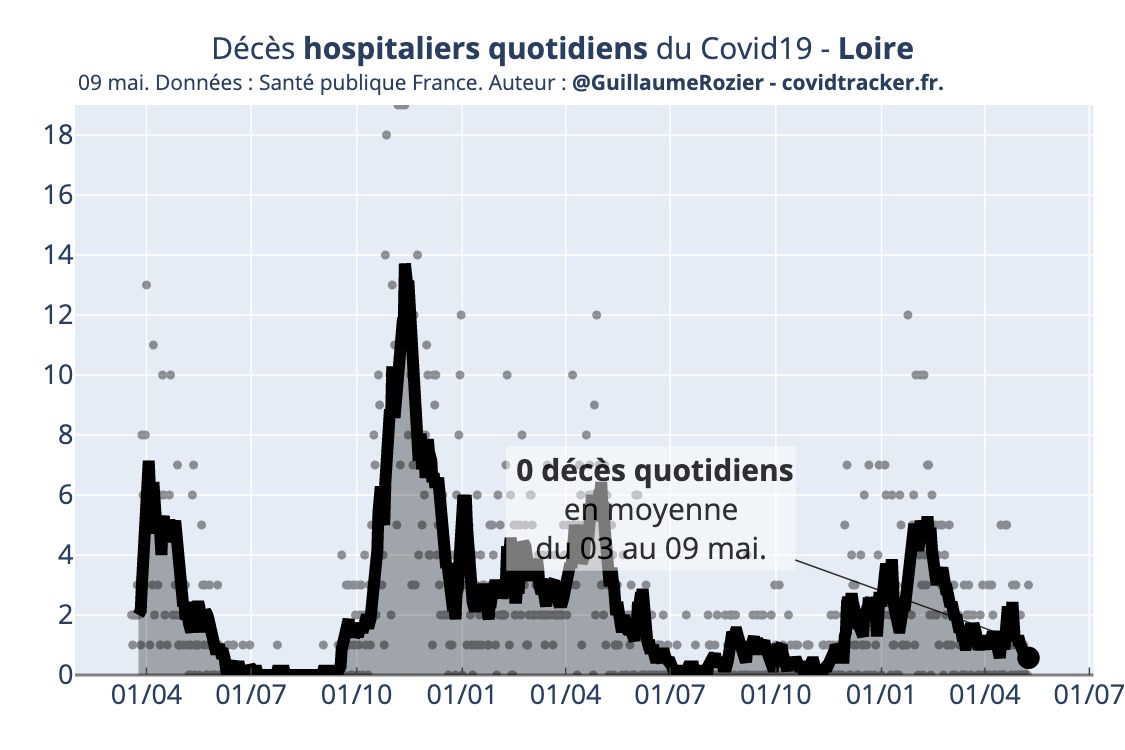 Décès hospitaliers quotidiens du Covid19 - Loire
09 mai. Données : Santé publique France. Auteur : @GuillaumeRozier - covidtracker.fr.
18
16
14
12
10
8
6
4
2
0
0 décès quotidiens
en moyenne
du 03 au 09 mai.
01/04 01/07 01/10 01/01 01/04 01/07 01/10 01/01 01/04 01/07